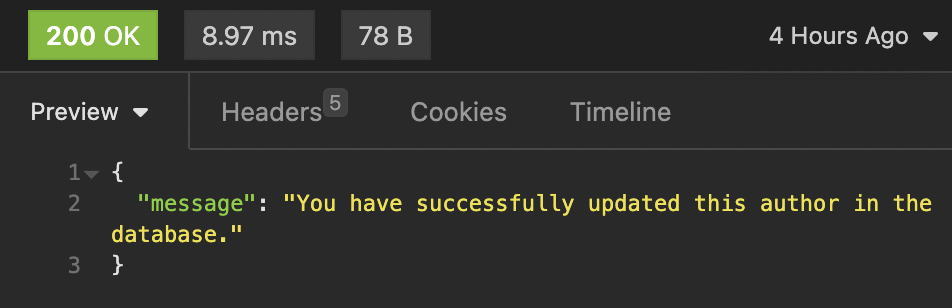 200 OK 8.97 ms 78 B 4 Hours Ago
Preview Headers 5 Cookies Timeline
1 {
2 "message": "You have successfully updated this author in the
database."
3 }